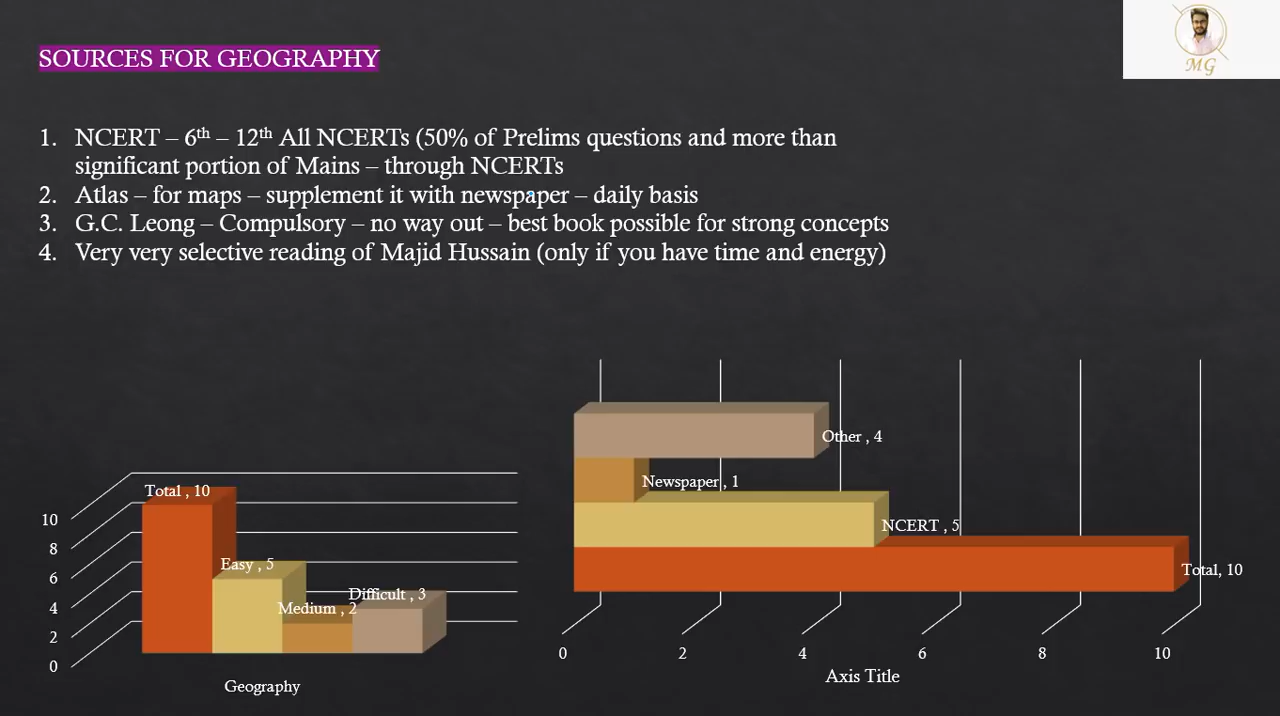 SOURCES FOR GEOGRAPHY
MG
1. NCERT – 6th – 12th All NCERTs (50% of Prelims questions and more than
significant portion of Mains – through NCERTs
2. Atlas – for maps – supplement it with newspaper – daily basis
3. G.C. Leong – Compulsory – no way out – best book possible for strong concepts
4. Very very selective reading of Majid Hussain (only if you have time and energy)
Total , 10
Easy , 5
Medium , 2
Difficult , 3
10
8
6
4
2
0
Geography
Other , 4
Newspaper , 1
NCERT , 5
Total, 10
0 2 4 6 8 10
Axis Title